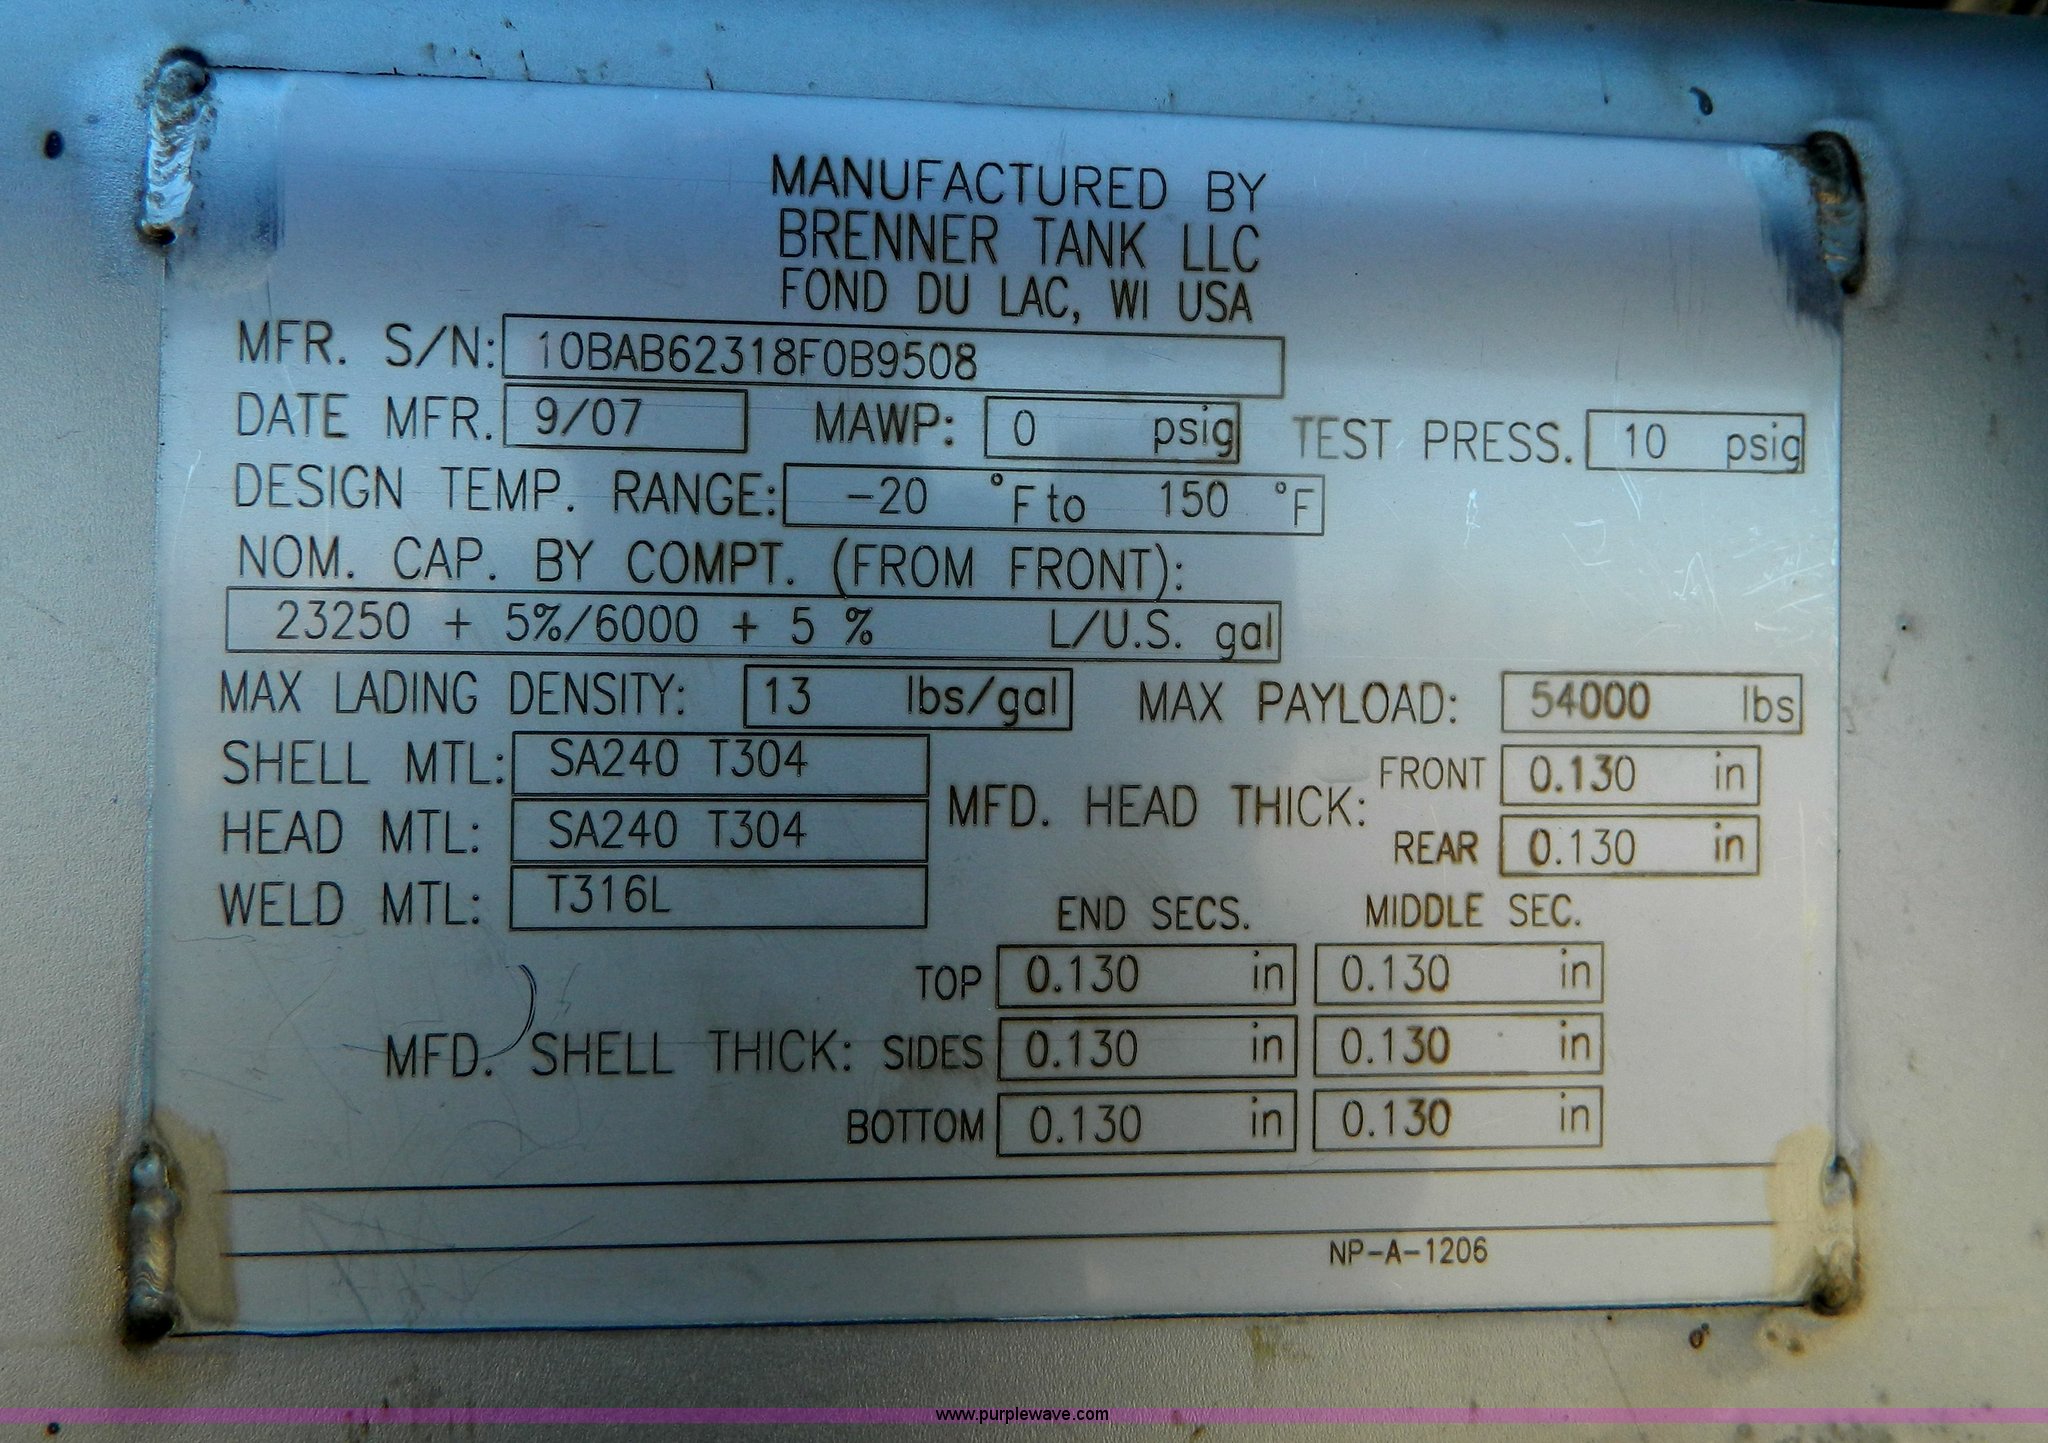 MANUFACTURED BY
BRENNER TANK LLC
FOND DU LAC, WI USA
MFR. S/N: 10BAB62318F0B9508
DATE MFR. 9/07 MAWP: 0 psig TEST PRESS. 10 psig
DESIGN TEMP. RANGE: -20 °F to 150 °F
NOM. CAP. BY COMPT. (FROM FRONT):
23250 + 5%/6000 + 5 % L/U.S. gal
MAX LADING DENSITY: 13 lbs/gal MAX PAYLOAD: 54000 lbs
SHELL MTL: SA240 T304
MFD. HEAD THICK: FRONT 0.130 in
HEAD MTL: SA240 T304
REAR 0.130 in
WELD MTL: T316L
END SECS. MIDDLE SEC.
TOP 0.130 in 0.130 in
MFD. SHELL THICK: SIDES 0.130 in 0.130 in
BOTTOM 0.130 in 0.130 in
NP-A-1206
www.purplewave.com